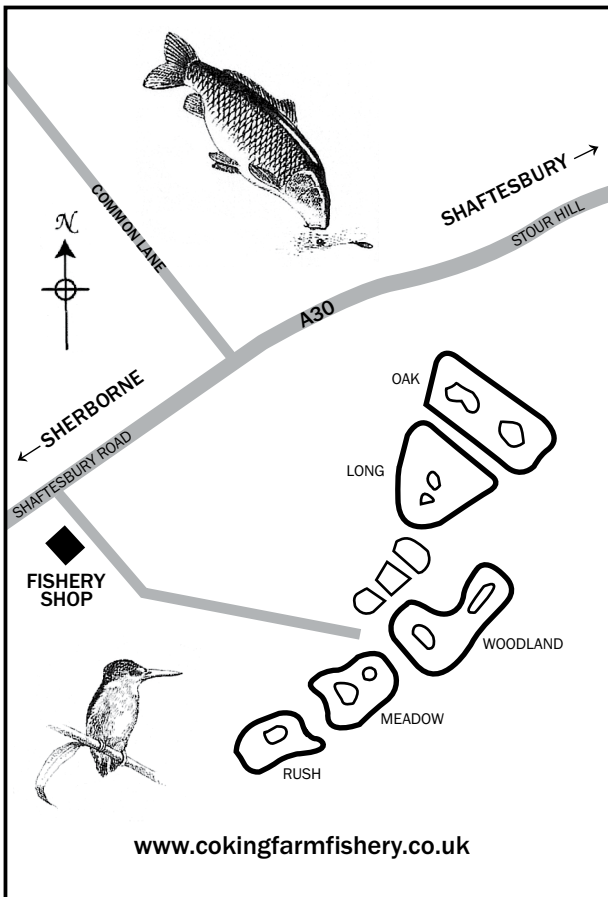 SHAFTESBURY →
STOUR HILL
COMMON LANE
N
A30
← SHERBORNE
SHAFTESBURY ROAD
OAK
LONG
FISHERY
SHOP
WOODLAND
MEADOW
RUSH
www.cokingfarmfishery.co.uk